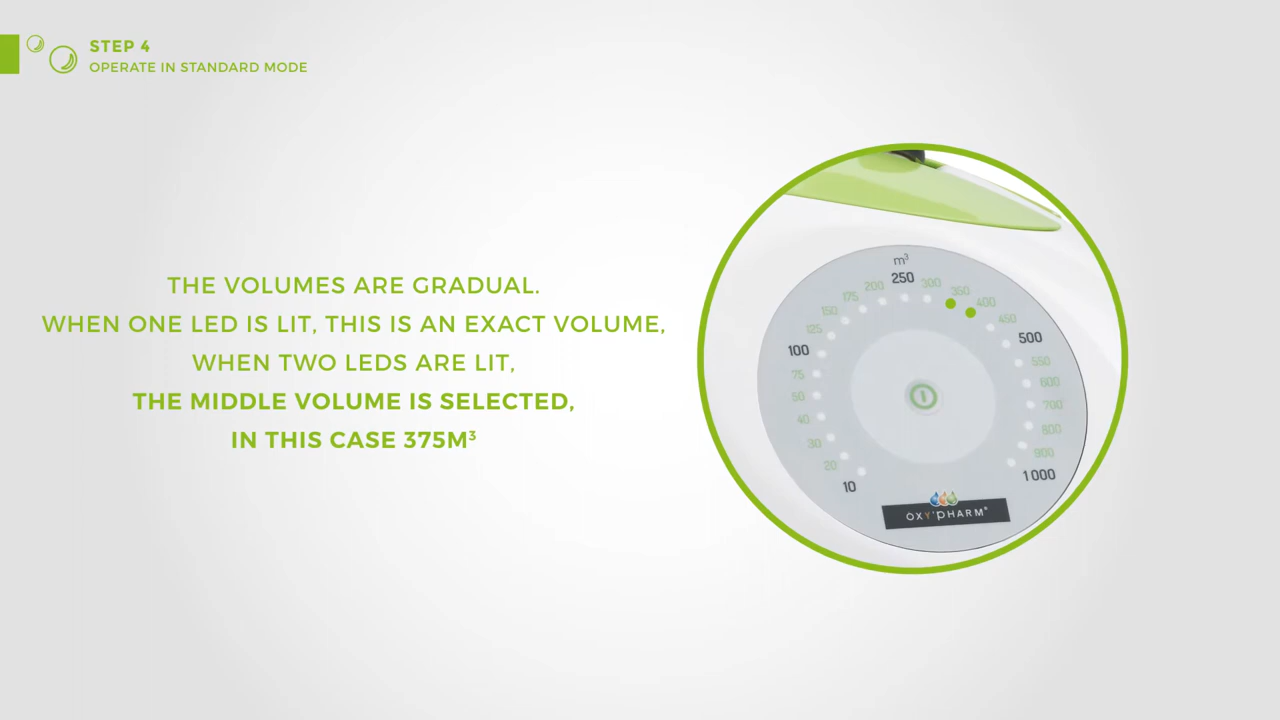 STEP 4
OPERATE IN STANDARD MODE
THE VOLUMES ARE GRADUAL.
WHEN ONE LED IS LIT, THIS IS AN EXACT VOLUME,
WHEN TWO LEDS ARE LIT,
THE MIDDLE VOLUME IS SELECTED,
IN THIS CASE 375M³
m³
10
20
30
40
50
75
100
125
150
175
200
250
300
350
400
450
500
550
600
700
800
900
1000
OXY'PHARM®